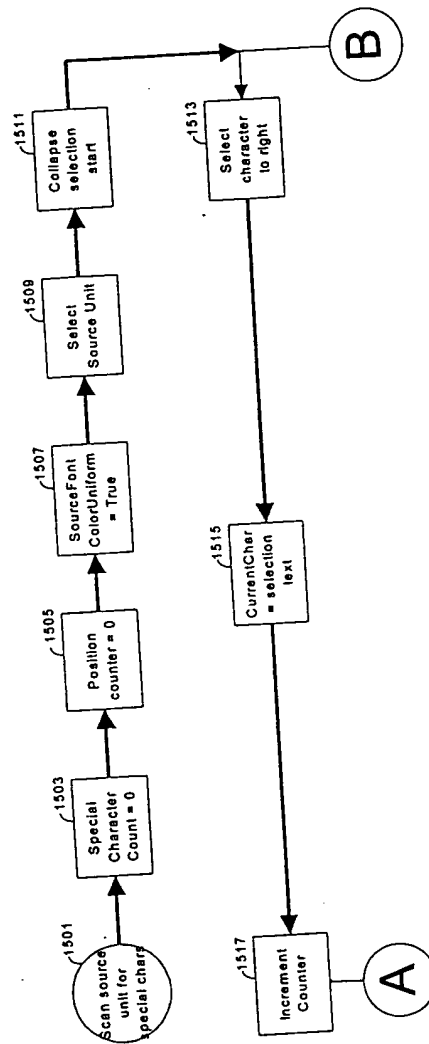 1501
Scan source
unit for
special chars
1503
Special
Character
Count = 0
1505
Position
counter = 0
1507
SourceFont
ColorUniform
= True
1509
Select
Source Unit
1511
Collapse
selection
start
B
1513
Select
character
to right
1515
CurrentChar
= selection
text
1517
Increment
Counter
A